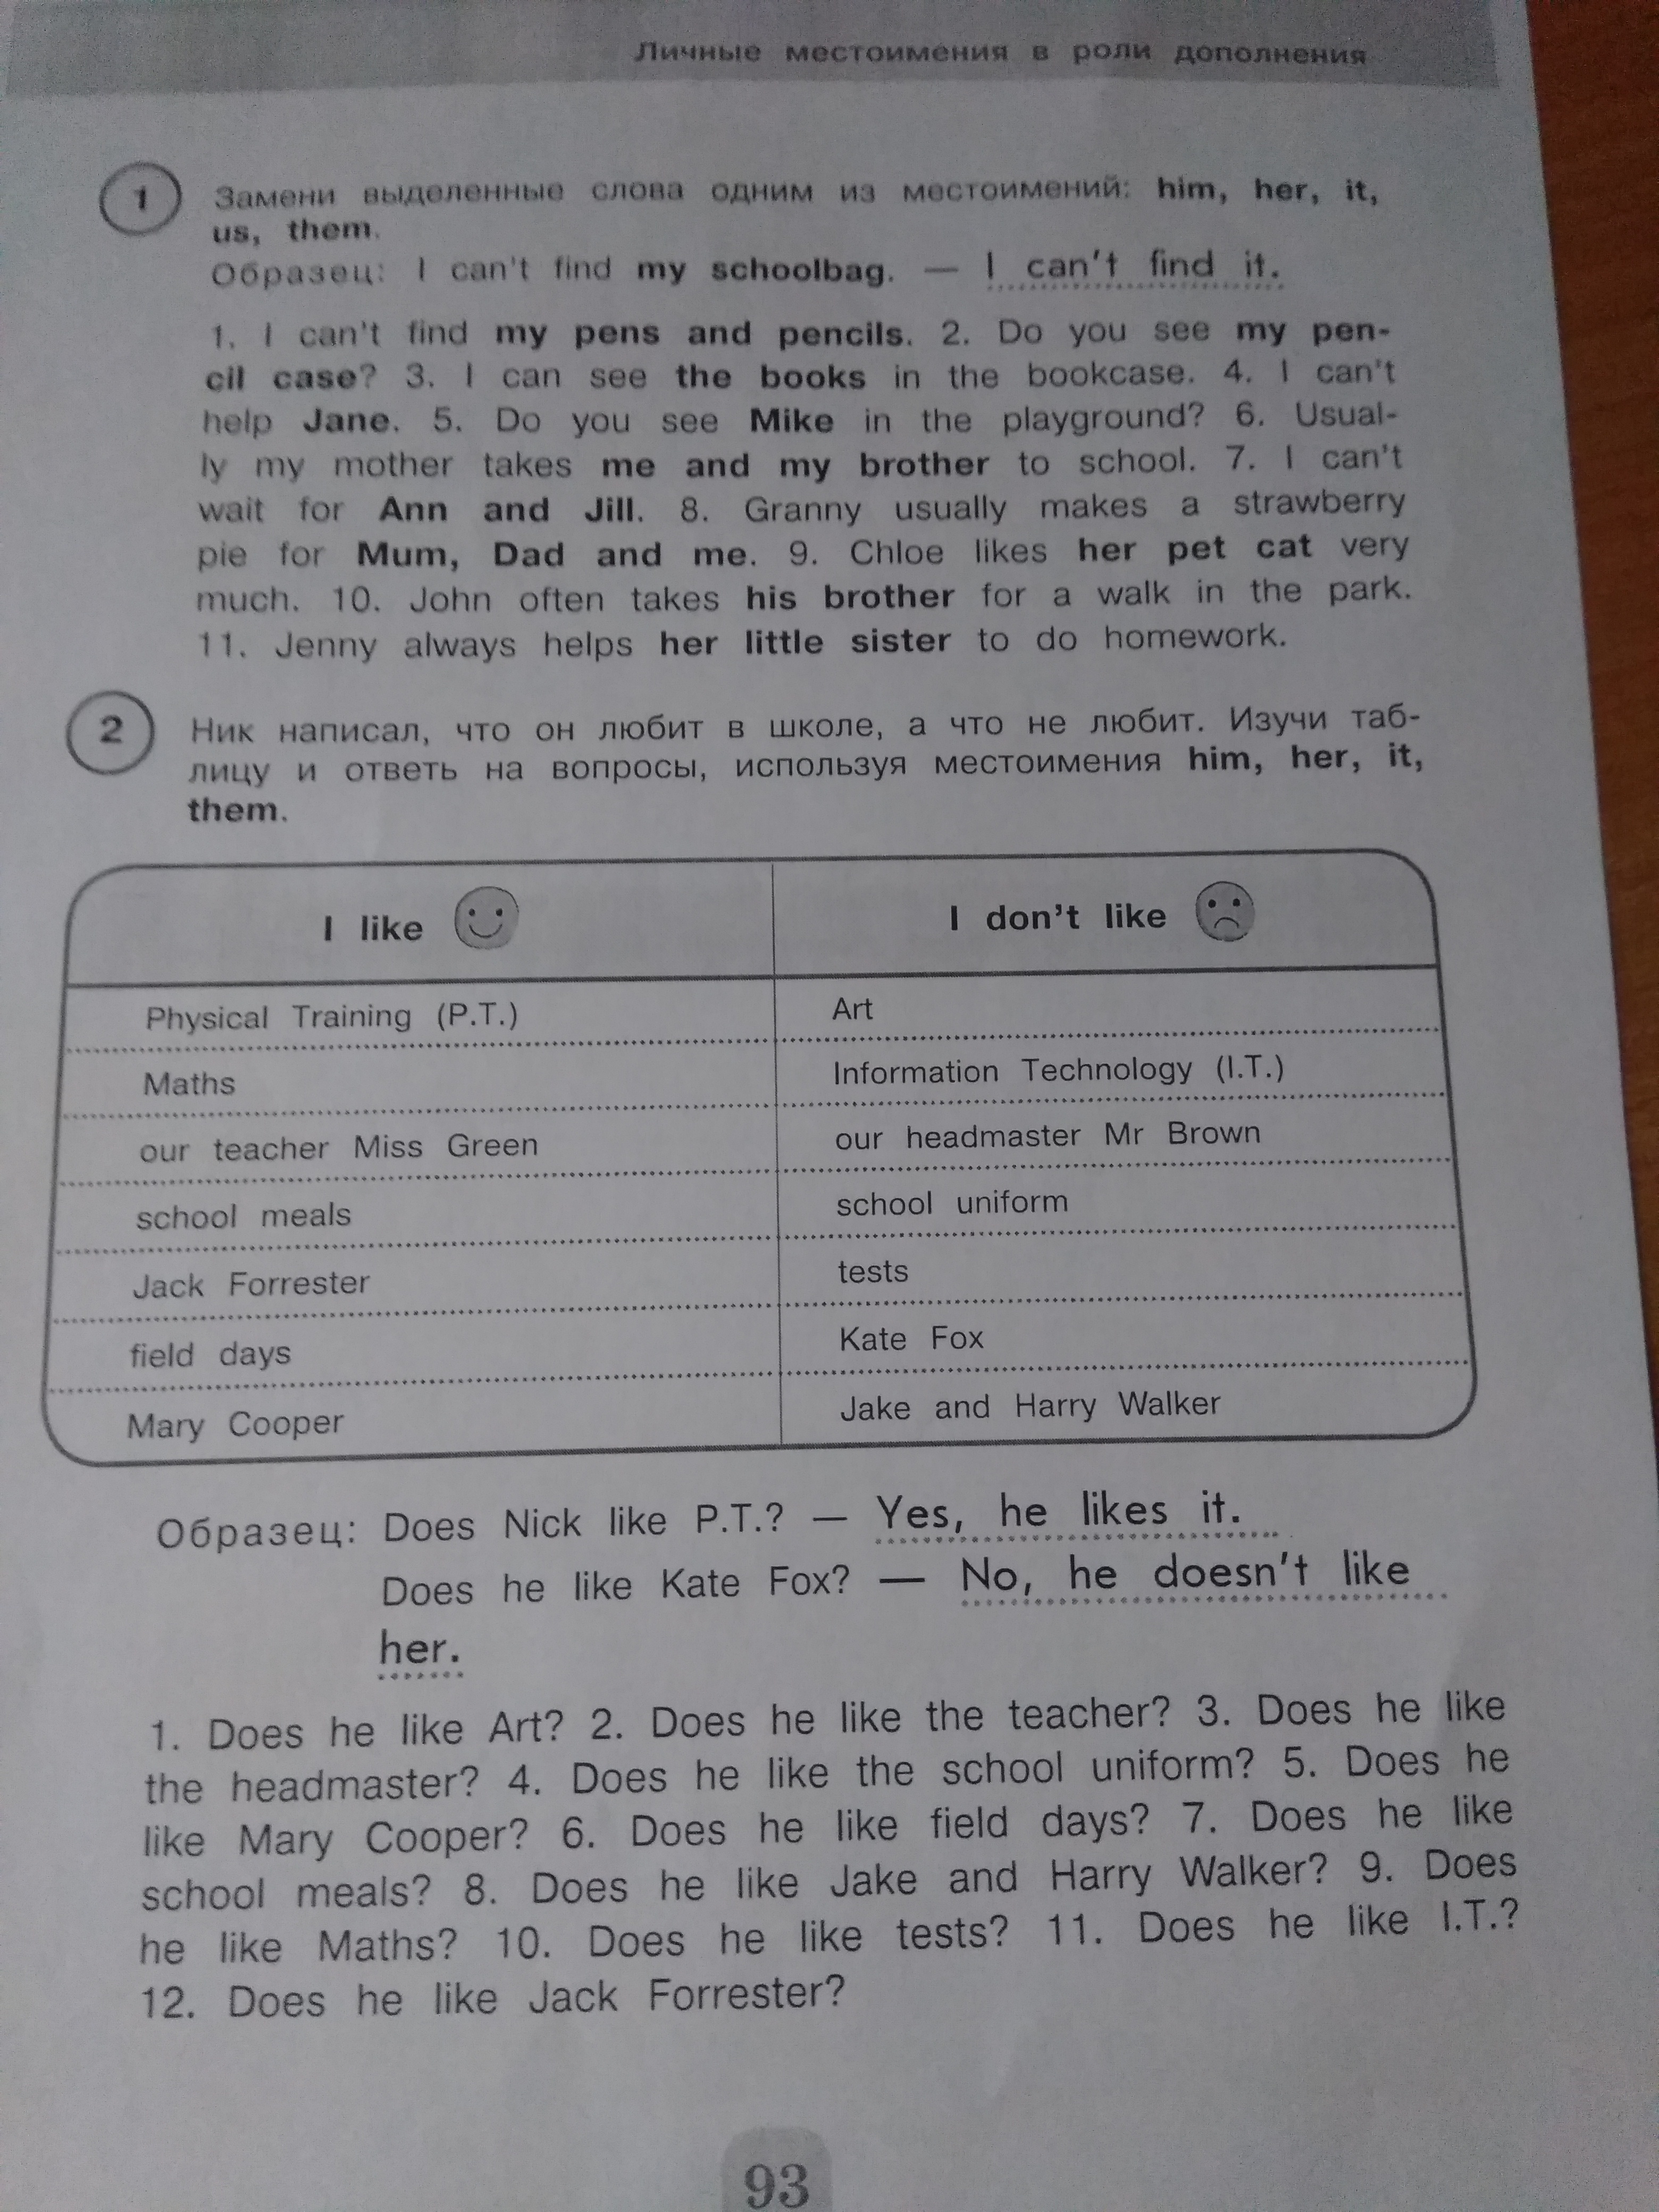 Личные местоимения в роли дополнения
1 Замени выделенные слова одним из местоимений: him, her, it,
us, them.
Образец: I can't find my schoolbag. — I can't find it.
1. I can't find my pens and pencils. 2. Do you see my pen-
cil case? 3. I can see the books in the bookcase. 4. I can't
help Jane. 5. Do you see Mike in the playground? 6. Usual-
ly my mother takes me and my brother to school. 7. I can't
wait for Ann and Jill. 8. Granny usually makes a strawberry
pie for Mum, Dad and me. 9. Chloe likes her pet cat very
much. 10. John often takes his brother for a walk in the park.
11. Jenny always helps her little sister to do homework.
2 Ник написал, что он любит в школе, а что не любит. Изучи таб-
лицу и ответь на вопросы, используя местоимения him, her, it,
them.
I like I don't like
Physical Training (P.T.) Art
Maths Information Technology (I.T.)
our teacher Miss Green our headmaster Mr Brown
school meals school uniform
Jack Forrester tests
field days Kate Fox
Mary Cooper Jake and Harry Walker
Образец: Does Nick like P.T.? — Yes, he likes it.
Does he like Kate Fox? — No, he doesn't like
her.
1. Does he like Art? 2. Does he like the teacher? 3. Does he like
the headmaster? 4. Does he like the school uniform? 5. Does he
like Mary Cooper? 6. Does he like field days? 7. Does he like
school meals? 8. Does he like Jake and Harry Walker? 9. Does
he like Maths? 10. Does he like tests? 11. Does he like I.T.?
12. Does he like Jack Forrester?
93